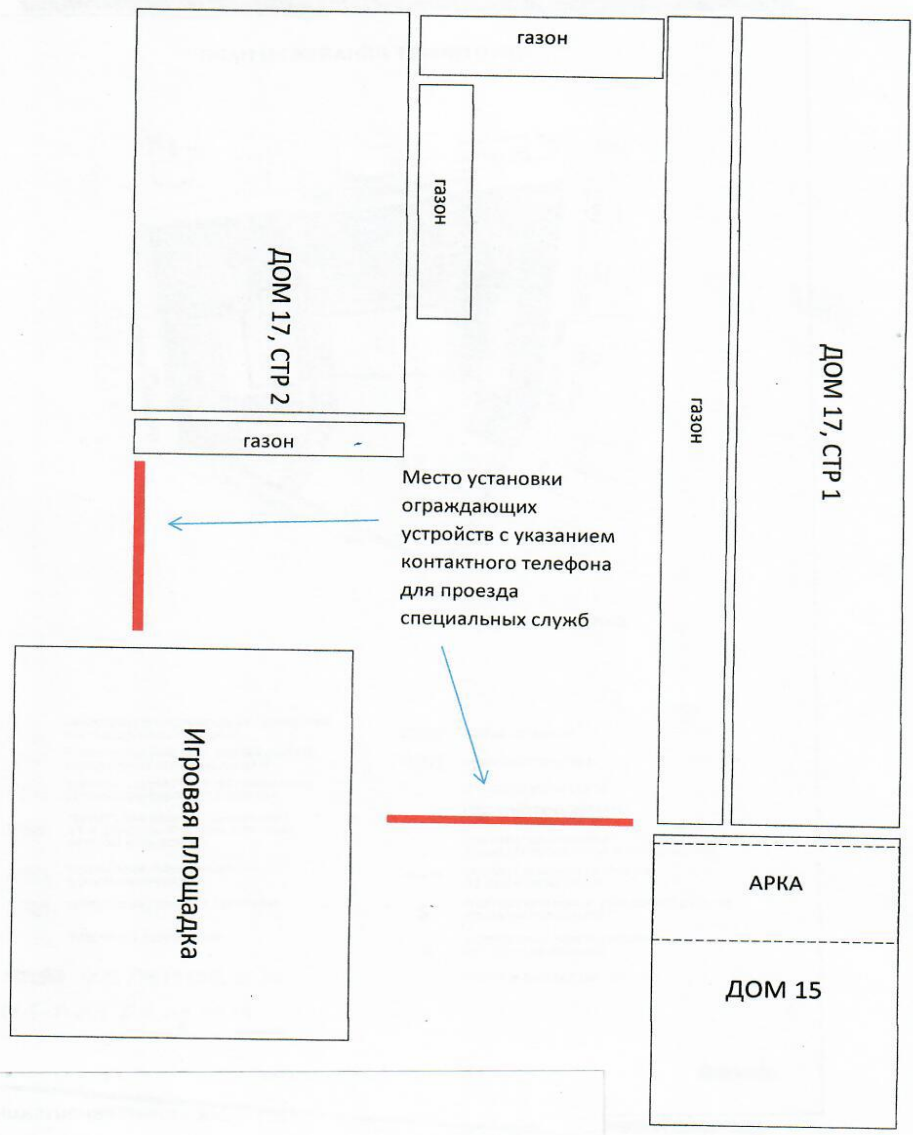 газон
газон
ДОМ 17, СТР 2
ДОМ 17, СТР 1
газон
газон
Место установки
ограждающих
устройств с указанием
контактного телефона
для проезда
специальных служб
Игровая площадка
АРКА
ДОМ 15